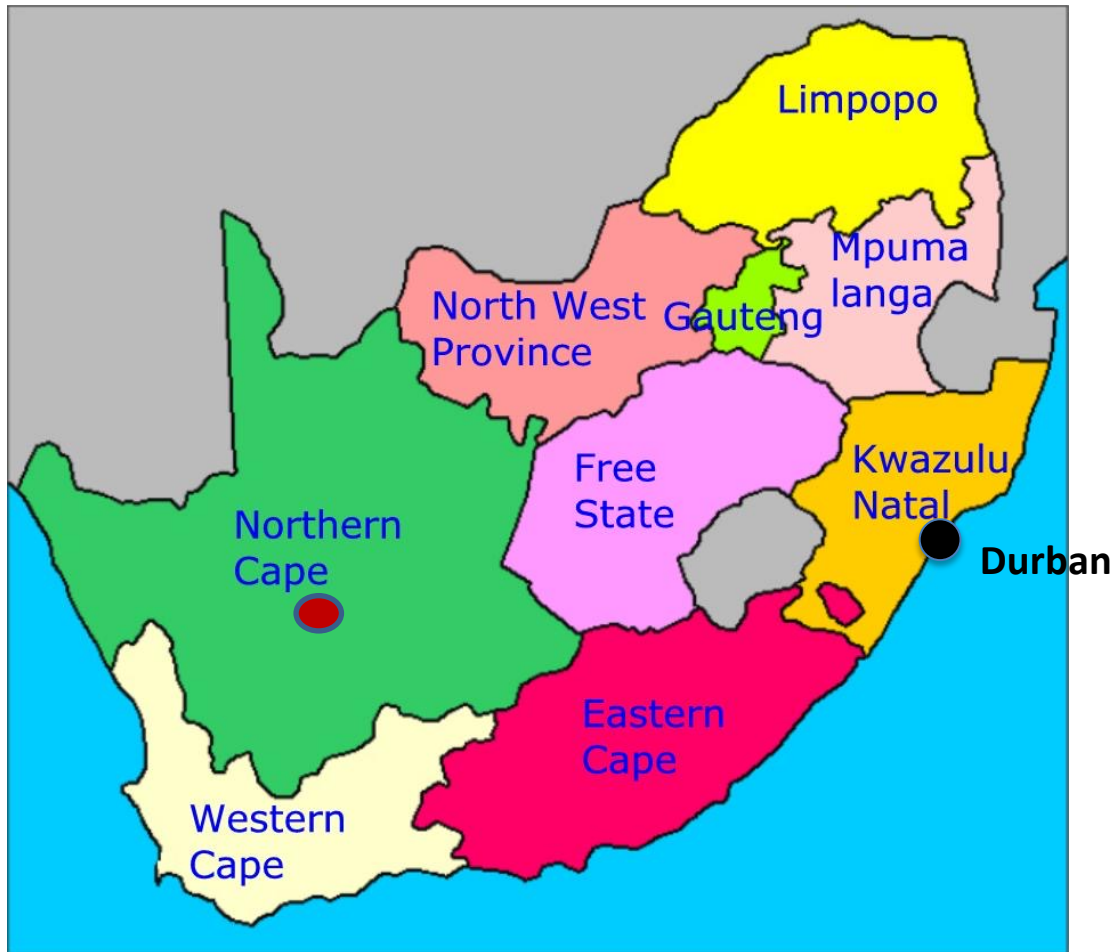 Limpopo
Mpuma
langa
North West
Province
Gauteng
Free
State
Kwazulu
Natal
Durban
Northern
Cape
Eastern
Cape
Western
Cape